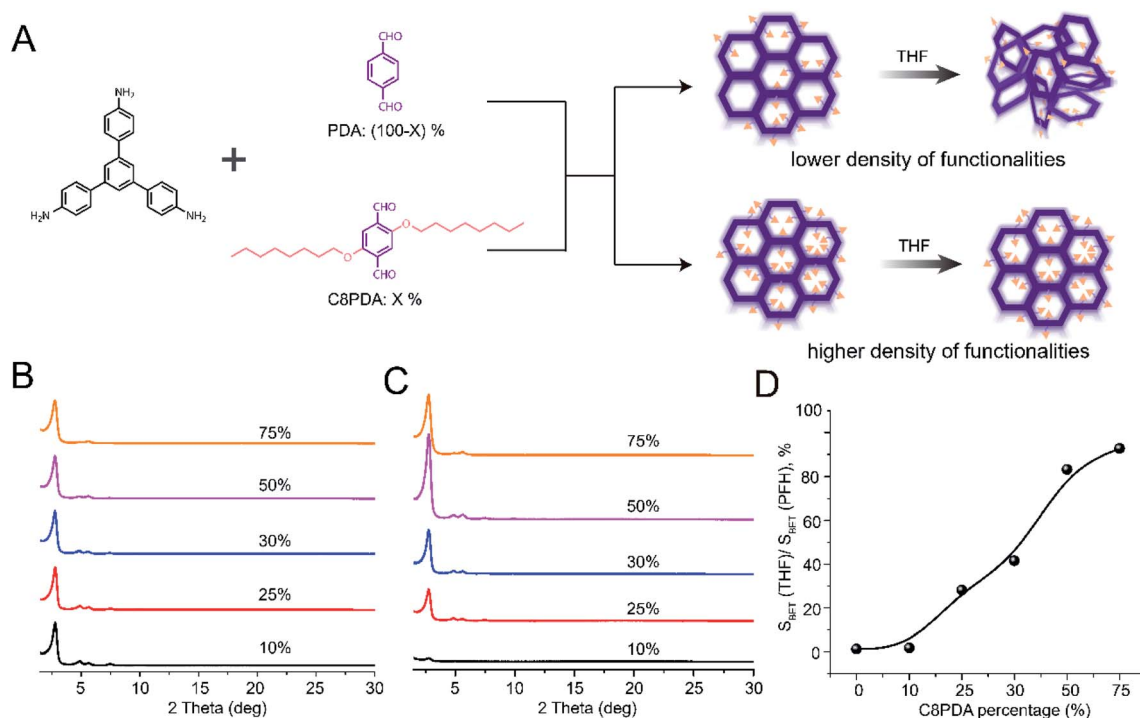 A
NH₂
H₂N
NH₂
+
CHO
CHO
PDA: (100-X) %
CHO
O
O
CHO
C8PDA: X %
THF
lower density of functionalities
THF
higher density of functionalities
B
75%
50%
30%
25%
10%
5 10 15 20 25 30
2 Theta (deg)
C
75%
50%
30%
25%
10%
5 10 15 20 25 30
2 Theta (deg)
D
100
80
60
40
20
0
S_BET (THF)/ S_BET (PFH), %
0 10 25 30 50 75
C8PDA percentage (%)